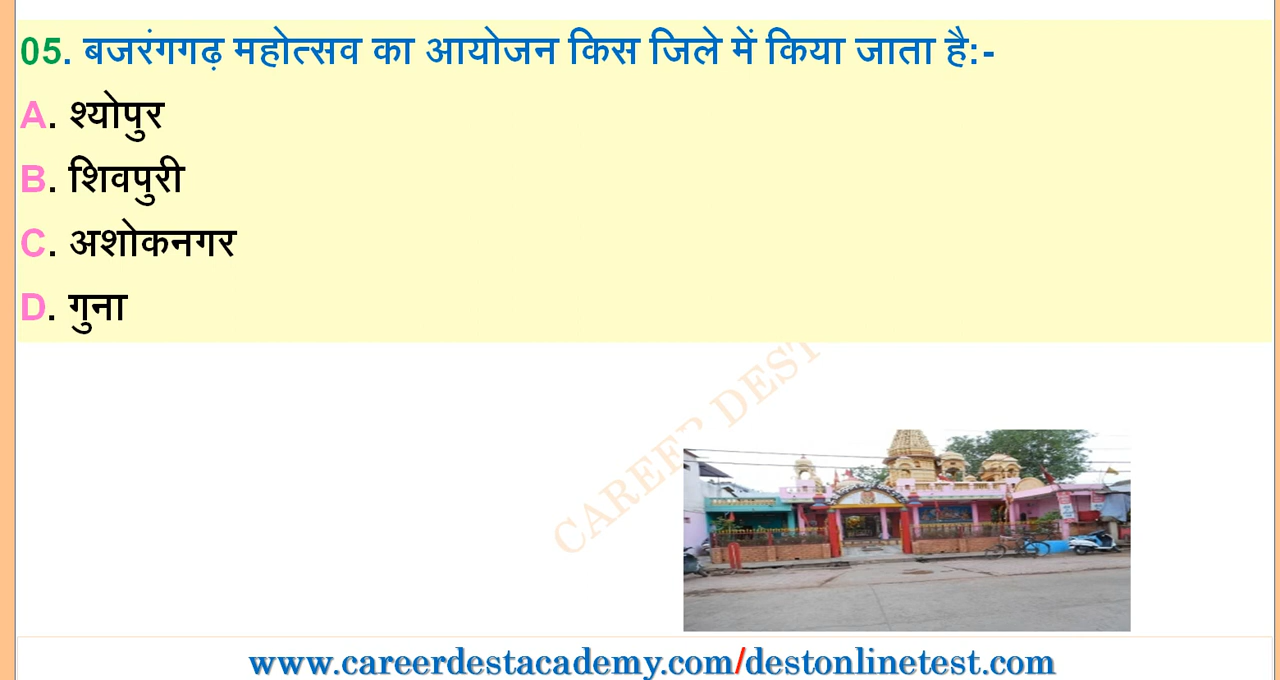 05. बजरंगगढ़ महोत्सव का आयोजन किस जिले में किया जाता है:-
A. श्योपुर
B. शिवपुरी
C. अशोकनगर
D. गुना
CAREER DEST
www.careerdestacademy.com/destonlinetest.com